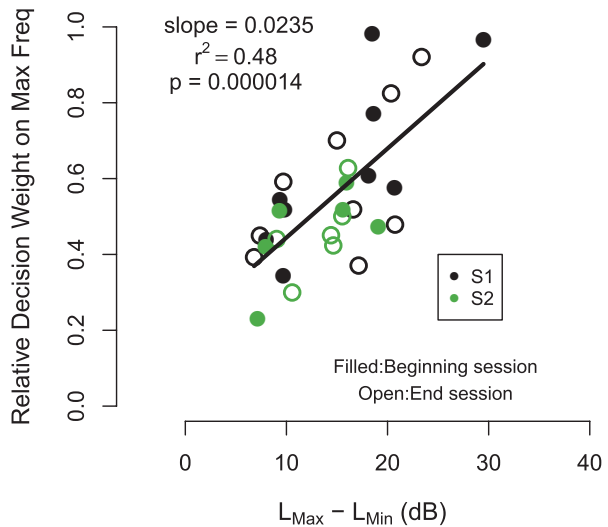 slope = 0.0235
r² = 0.48
p = 0.000014
Relative Decision Weight on Max Freq
1.0
0.8
0.6
0.4
0.2
0.0
S1
S2
Filled:Beginning session
Open:End session
0 10 20 30 40
L_Max − L_Min (dB)